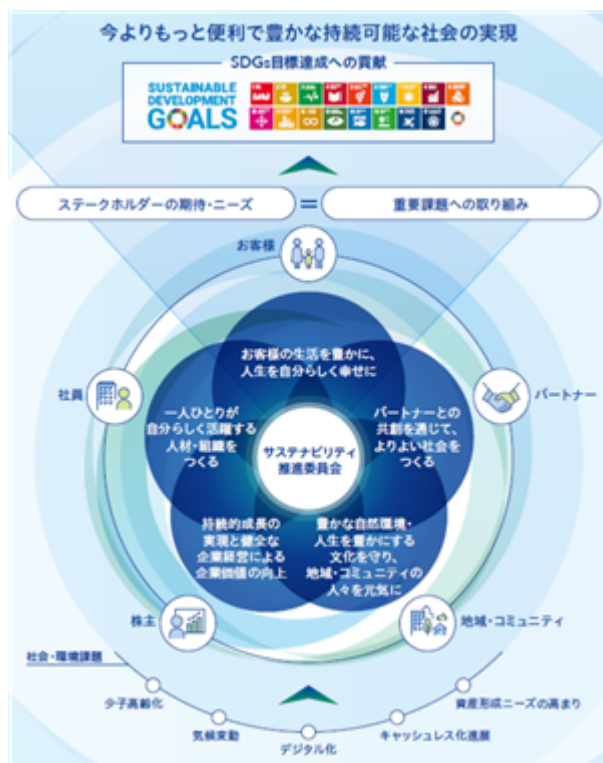 今よりもっと便利で豊かな持続可能な社会の実現
SDGs目標達成への貢献
SUSTAINABLE
DEVELOPMENT
GOALS
ステークホルダーの期待・ニーズ
=
重要課題への取り組み
お客様
お客様の生活を豊かに、
人生を自分らしく幸せに
社員
パートナー
一人ひとりが
自分らしく活躍する
人材・組織を
つくる
パートナーとの
共創を通じて、
よりよい社会を
つくる
サステナビリティ
推進委員会
持続的成長の
実現と健全な
企業経営による
企業価値の向上
豊かな自然環境・
人生を豊かにする
文化を守り、
地域・コミュニティの
人々を元気に
株主
地域・コミュニティ
社会・環境課題
少子高齢化
気候変動
デジタル化
キャッシュレス化進展
資産形成ニーズの高まり